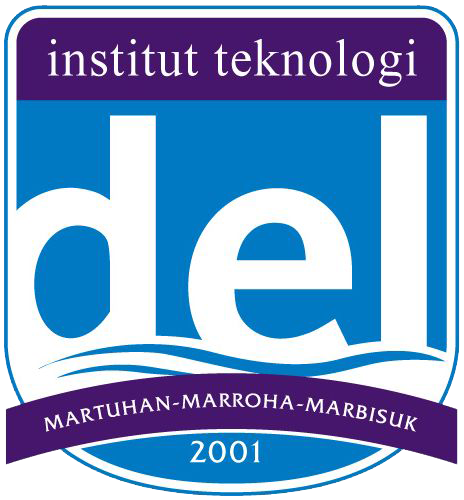 institut teknologi
del
MARTUHAN-MARROHA-MARBISUK
2001